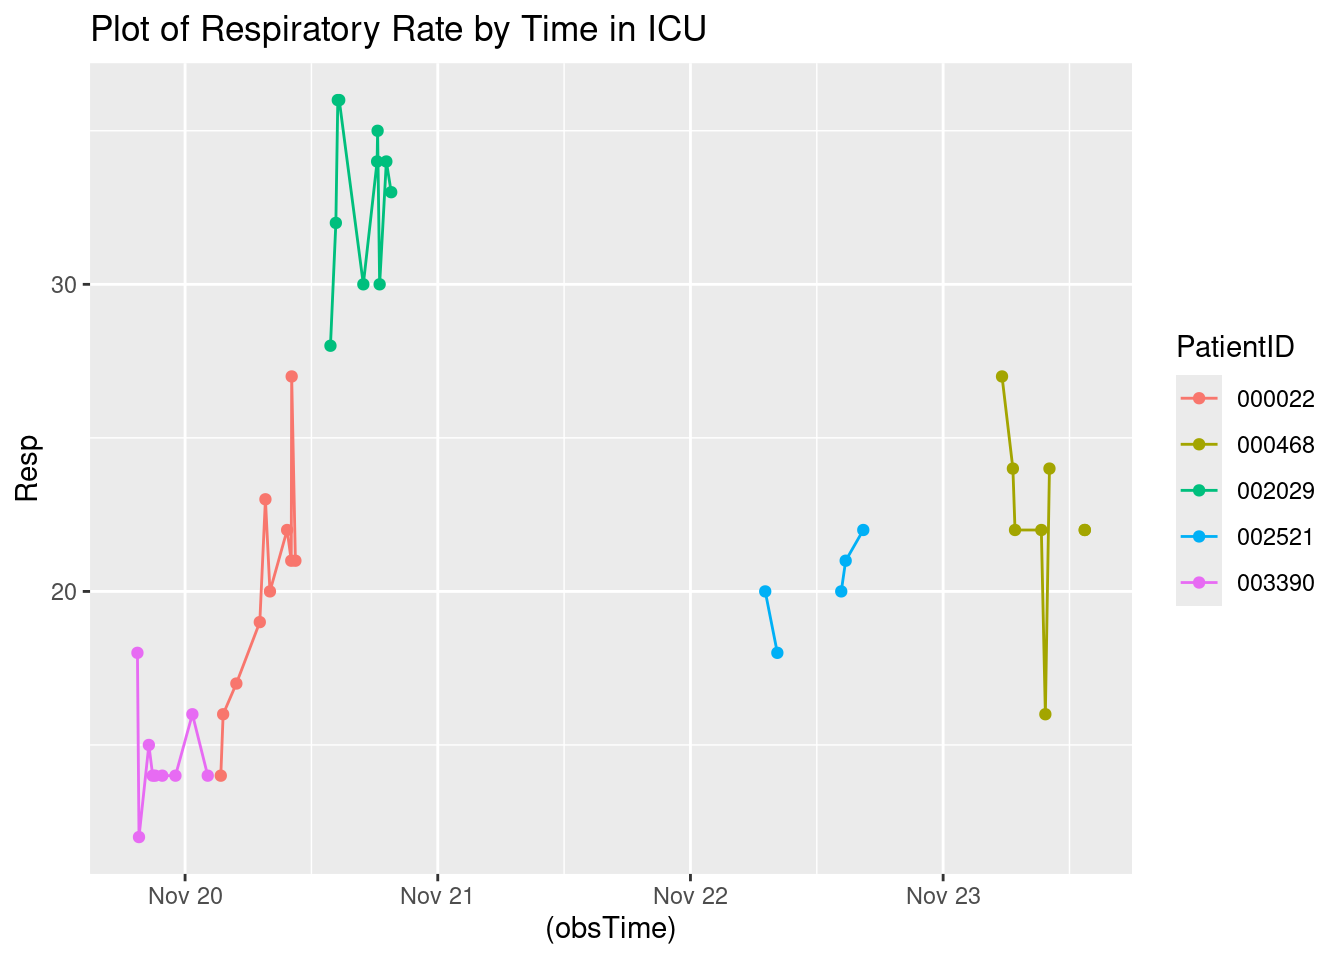 Plot of Respiratory Rate by Time in ICU
30
20
Resp
Nov 20
Nov 21
Nov 22
Nov 23
(obsTime)
PatientID
000022
000468
002029
002521
003390